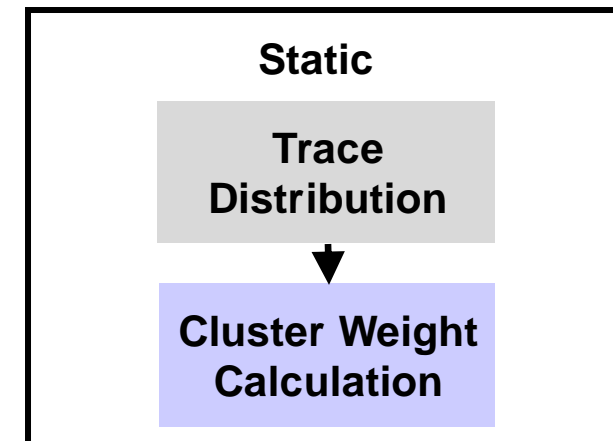 Static
Trace
Distribution
Cluster Weight
Calculation